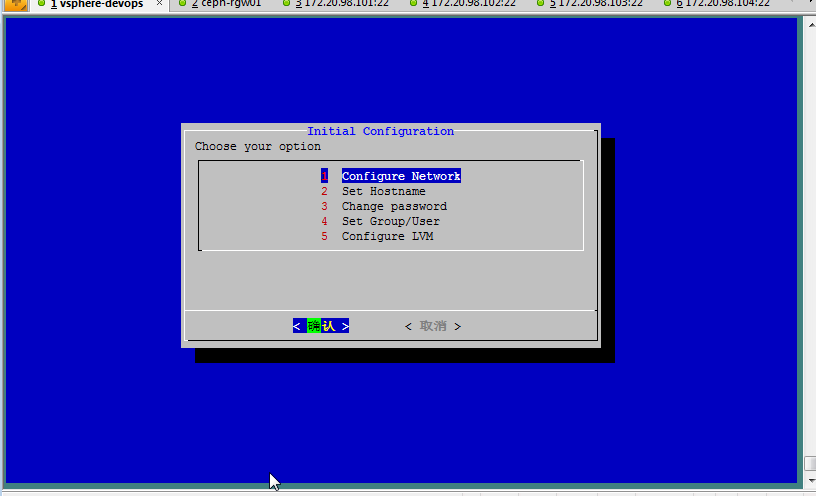 1 vsphere-devops × 2 ceph-rgw01 3 172.20.98.101:22 4 172.20.98.102:22 5 172.20.98.103:22 6 172.20.98.104:22
Initial Configuration
Choose your option
1 Configure Network
2 Set Hostname
3 Change password
4 Set Group/User
5 Configure LVM
< 确认 > < 取消 >